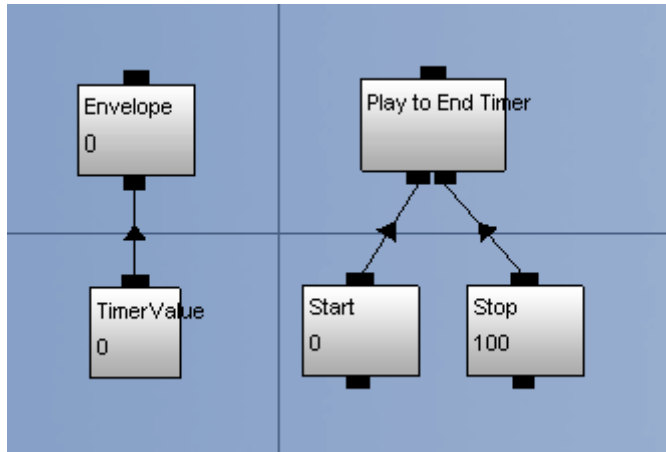 Envelope
0
Play to End Timer
TimerValue
0
Start
0
Stop
100